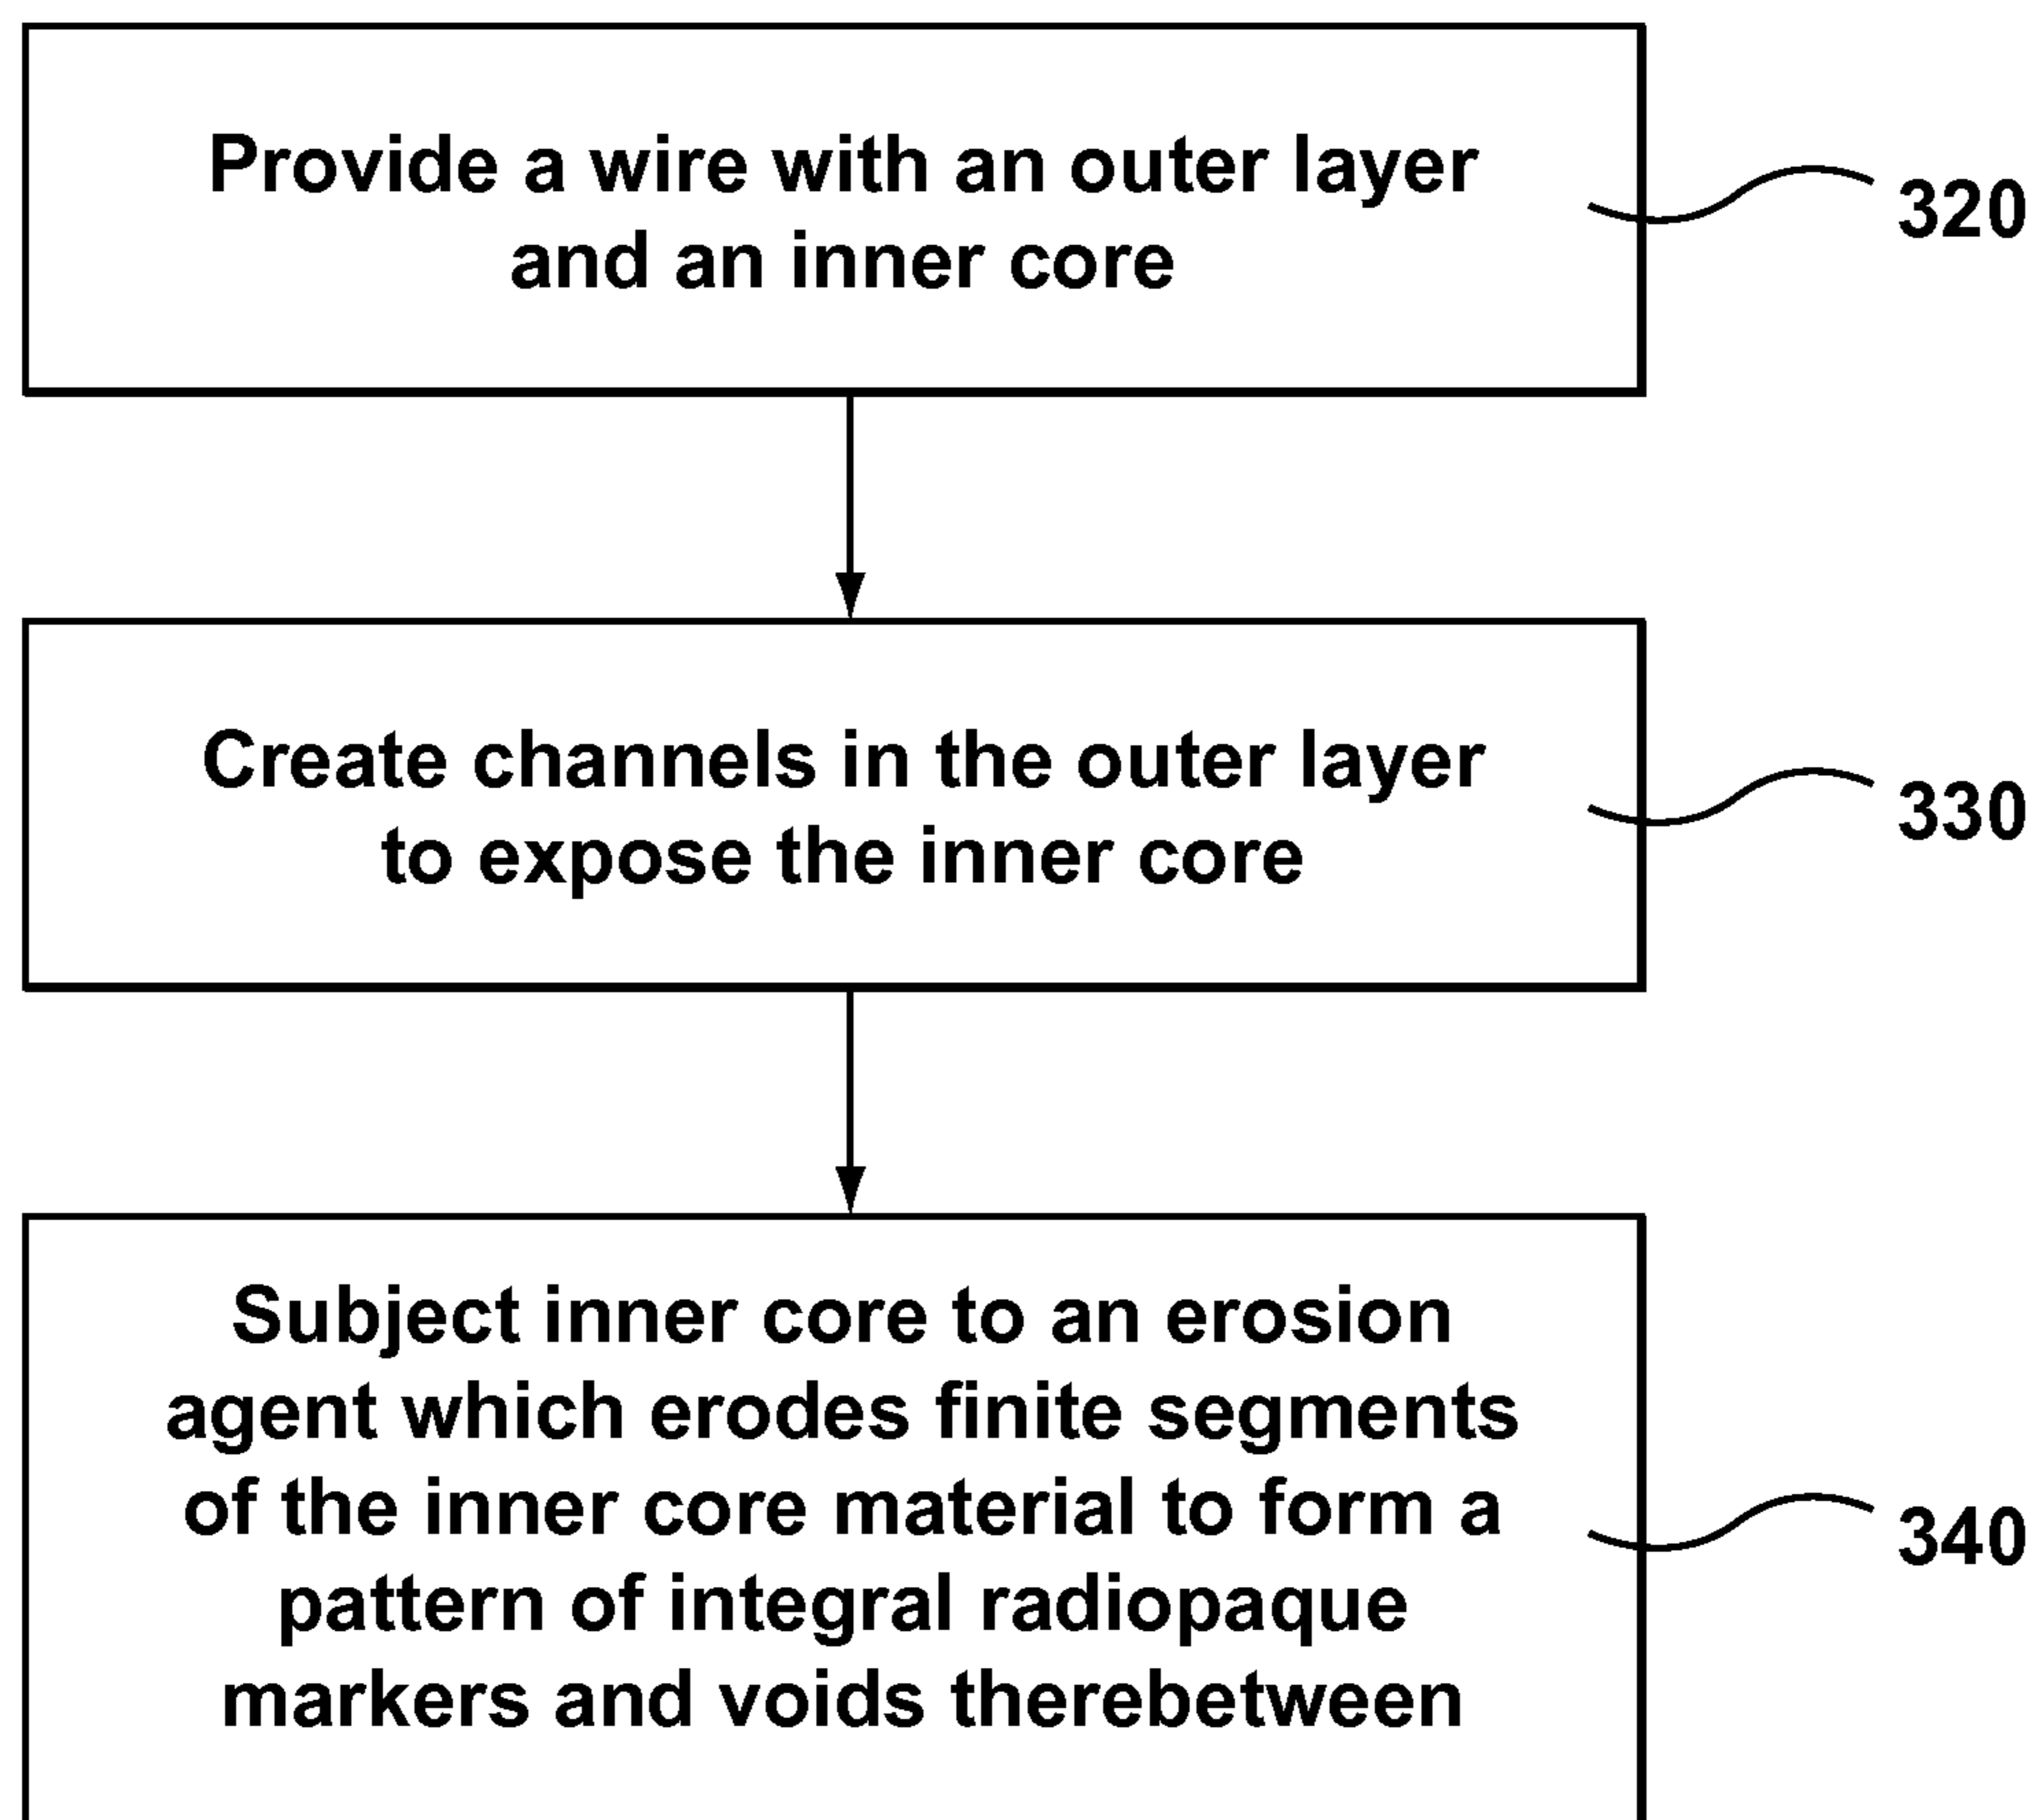 Provide a wire with an outer layer
and an inner core
320
Create channels in the outer layer
to expose the inner core
330
Subject inner core to an erosion
agent which erodes finite segments
of the inner core material to form a
pattern of integral radiopaque
markers and voids therebetween
340